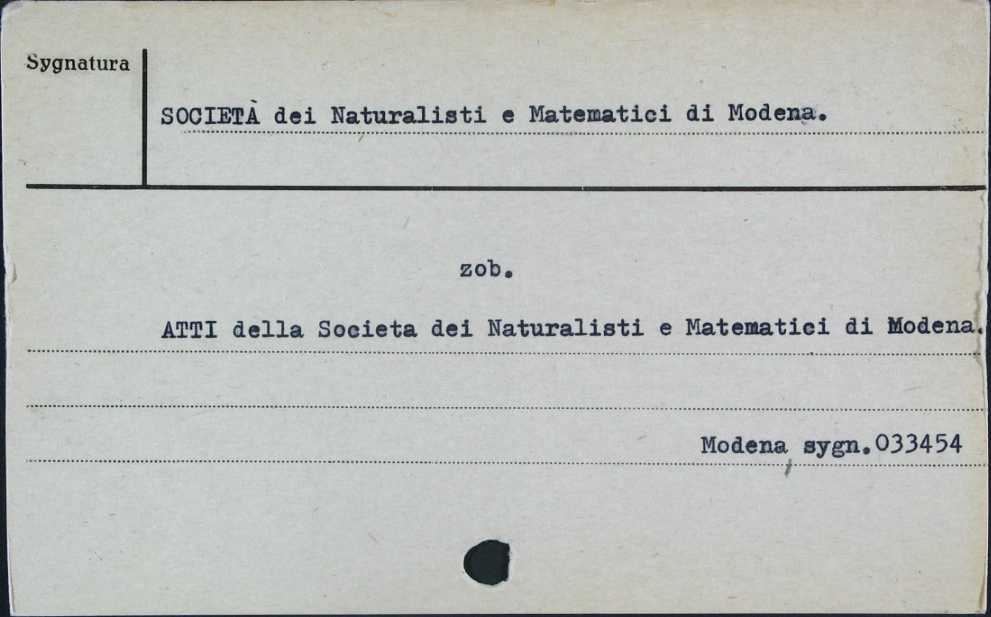 Sygnatura
SOCIETÀ dei Naturalisti e Matematici di Modena.
zob.
ATTI della Societa dei Naturalisti e Matematici di Modena.
Modena sygn.033454